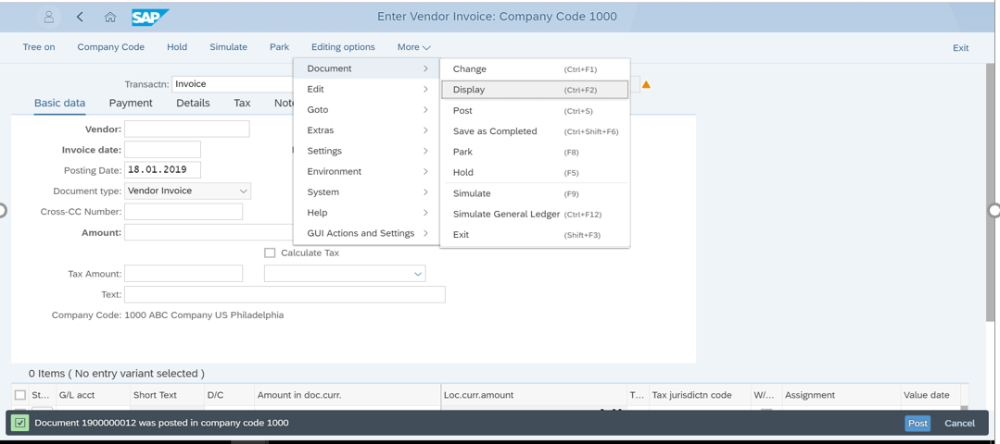 SAP Enter Vendor Invoice: Company Code 1000
Tree on Company Code Hold Simulate Park Editing options More Exit
Transactn: Invoice
Basic data Payment Details Tax Note
Vendor:
Invoice date:
Posting Date: 18.01.2019
Document type: Vendor Invoice
Cross-CC Number:
Amount:
Calculate Tax
Tax Amount:
Text:
Company Code: 1000 ABC Company US Philadelphia
Document
Edit
Goto
Extras
Settings
Environment
System
Help
GUI Actions and Settings
Change (Ctrl+F1)
Display (Ctrl+F2)
Post (Ctrl+S)
Save as Completed (Ctrl+Shift+F6)
Park (F8)
Hold (F5)
Simulate (F9)
Simulate General Ledger (Ctrl+F12)
Exit (Shift+F3)
0 Items ( No entry variant selected )
St... G/L acct Short Text D/C Amount in doc.curr. Loc.curr.amount T... Tax jurisdictn code W/... Assignment Value date
Document 1900000012 was posted in company code 1000 Post Cancel